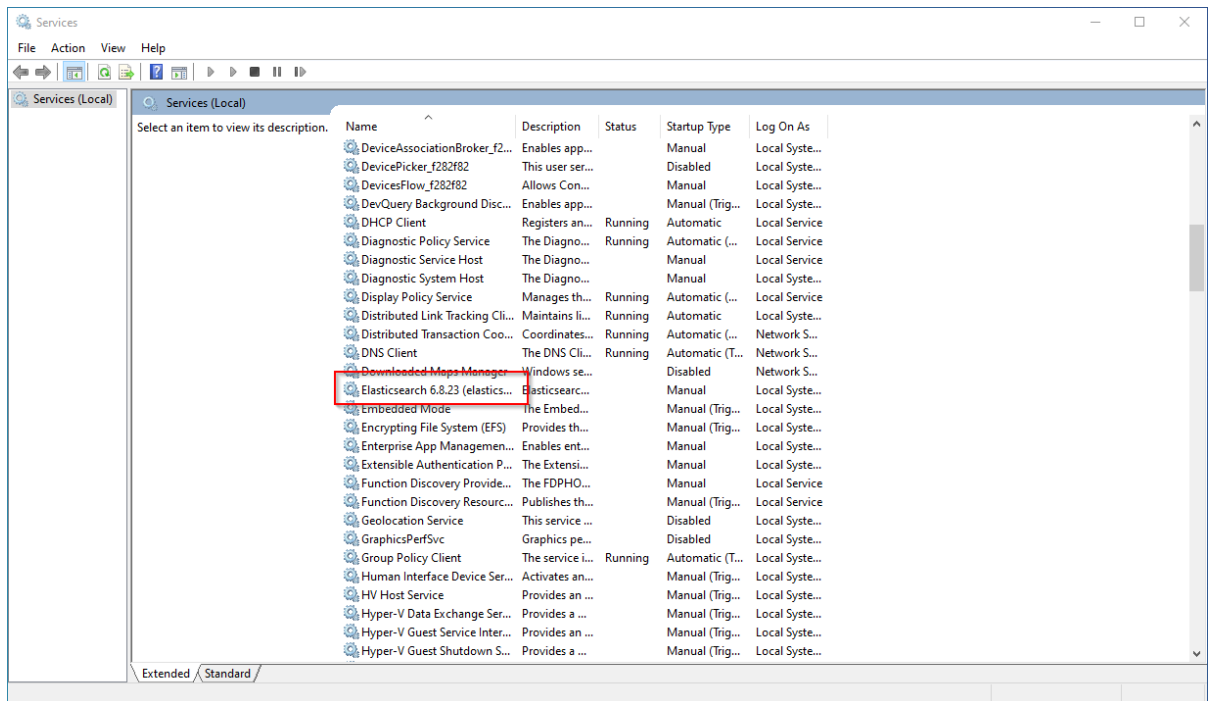 Services
File Action View Help
Services (Local)
Services (Local)
Select an item to view its description.
Name Description Status Startup Type Log On As
DeviceAssociationBroker_f2... Enables app... Manual Local Syste...
DevicePicker_f282f82 This user ser... Disabled Local Syste...
DevicesFlow_f282f82 Allows Con... Manual Local Syste...
DevQuery Background Disc... Enables app... Manual (Trig... Local Syste...
DHCP Client Registers an... Running Automatic Local Service
Diagnostic Policy Service The Diagno... Running Automatic (... Local Service
Diagnostic Service Host The Diagno... Manual Local Service
Diagnostic System Host The Diagno... Manual Local Syste...
Display Policy Service Manages th... Running Automatic (... Local Service
Distributed Link Tracking Cli... Maintains li... Running Automatic Local Syste...
Distributed Transaction Coo... Coordinates... Running Automatic (... Network S...
DNS Client The DNS Cli... Running Automatic (T... Network S...
Downloaded Maps Manager Windows se... Disabled Network S...
Elasticsearch 6.8.23 (elastics... Elasticsearc... Manual Local Syste...
Embedded Mode The Embed... Manual (Trig... Local Syste...
Encrypting File System (EFS) Provides th... Manual (Trig... Local Syste...
Enterprise App Managemen... Enables ent... Manual Local Syste...
Extensible Authentication P... The Extensi... Manual Local Syste...
Function Discovery Provide... The FDPHO... Manual Local Service
Function Discovery Resourc... Publishes th... Manual (Trig... Local Service
Geolocation Service This service ... Disabled Local Syste...
GraphicsPerfSvc Graphics pe... Disabled Local Syste...
Group Policy Client The service i... Running Automatic (T... Local Syste...
Human Interface Device Ser... Activates an... Manual (Trig... Local Syste...
HV Host Service Provides an ... Manual (Trig... Local Syste...
Hyper-V Data Exchange Ser... Provides a ... Manual (Trig... Local Syste...
Hyper-V Guest Service Inter... Provides an ... Manual (Trig... Local Syste...
Hyper-V Guest Shutdown S... Provides a ... Manual (Trig... Local Syste...
Extended Standard